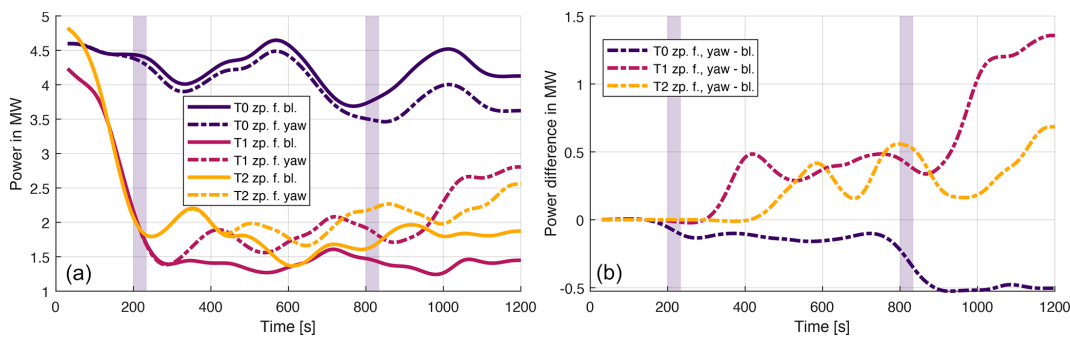 5
4.5
4
3.5
3
2.5
2
1.5
1
Power in MW
0
200
400
600
800
1000
1200
Time [s]
(a)
T0 zp. f. bl.
T0 zp. f. yaw
T1 zp. f. bl.
T1 zp. f. yaw
T2 zp. f. bl.
T2 zp. f. yaw
1.5
1
0.5
0
-0.5
Power difference in MW
0
200
400
600
800
1000
1200
Time [s]
(b)
T0 zp. f., yaw - bl.
T1 zp. f., yaw - bl.
T2 zp. f., yaw - bl.